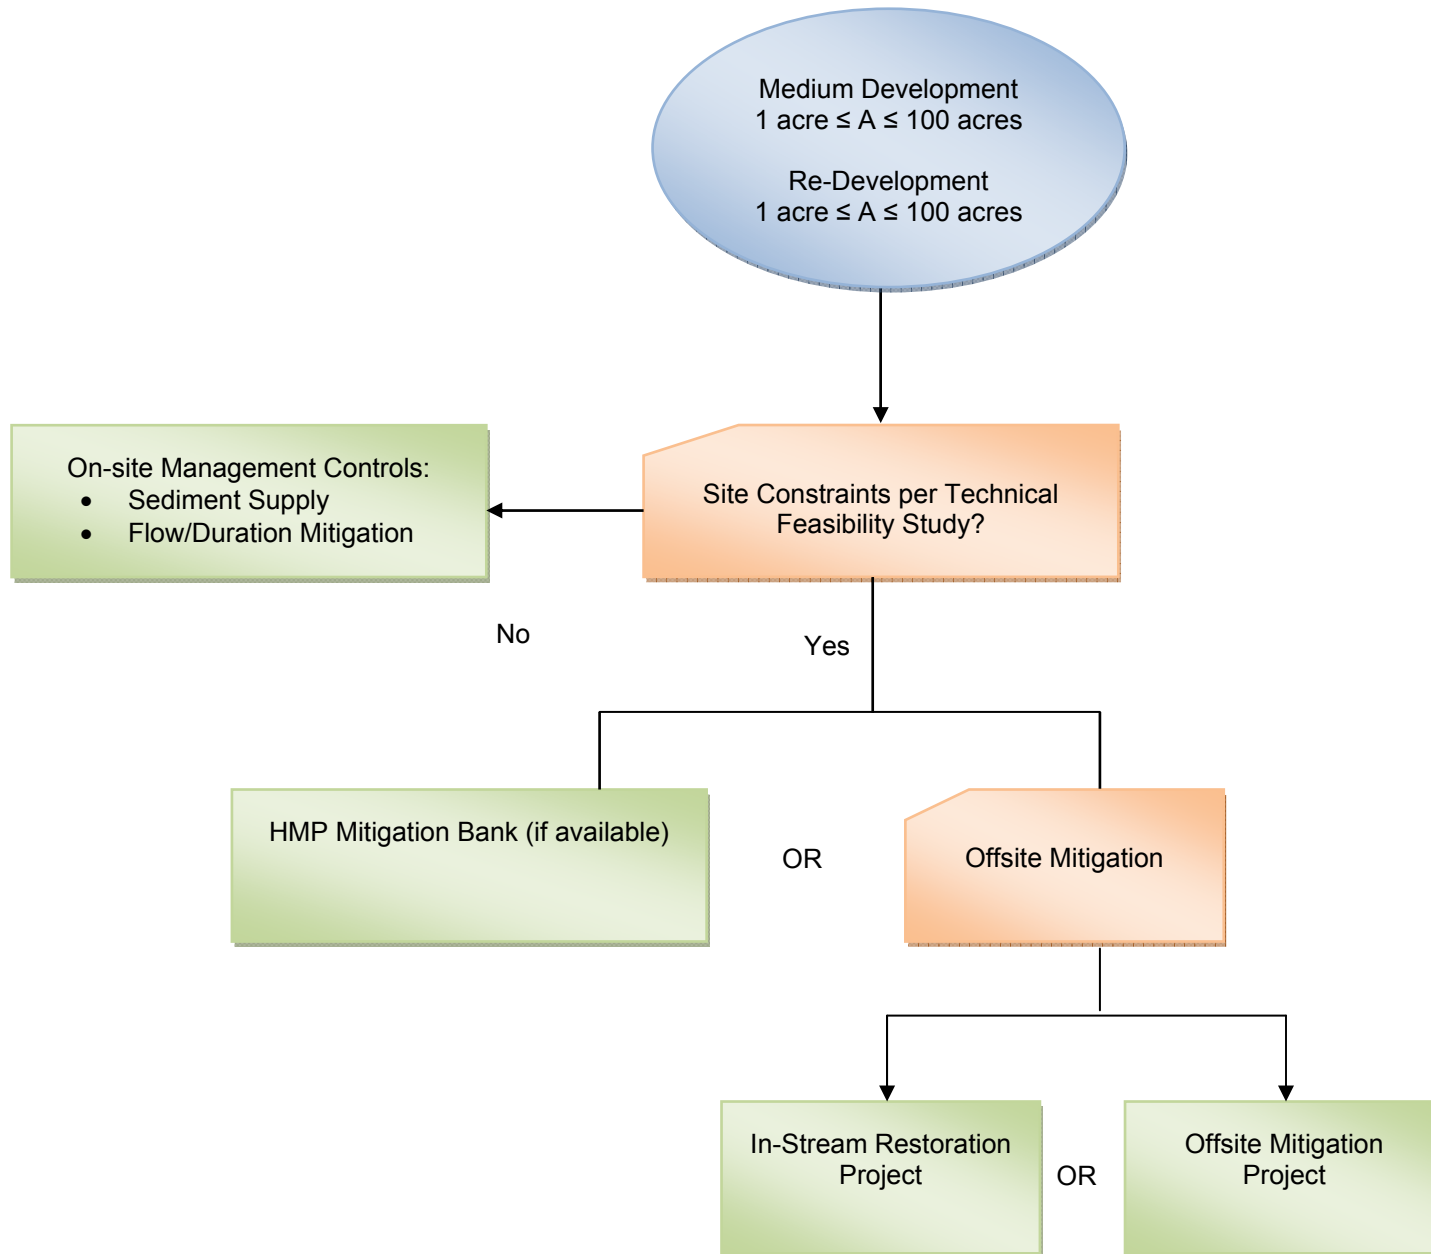 Medium Development
1 acre ≤ A ≤ 100 acres
Re-Development
1 acre ≤ A ≤ 100 acres
On-site Management Controls:
• Sediment Supply
• Flow/Duration Mitigation
Site Constraints per Technical
Feasibility Study?
No
Yes
HMP Mitigation Bank (if available)
OR
Offsite Mitigation
In-Stream Restoration
Project
OR
Offsite Mitigation
Project